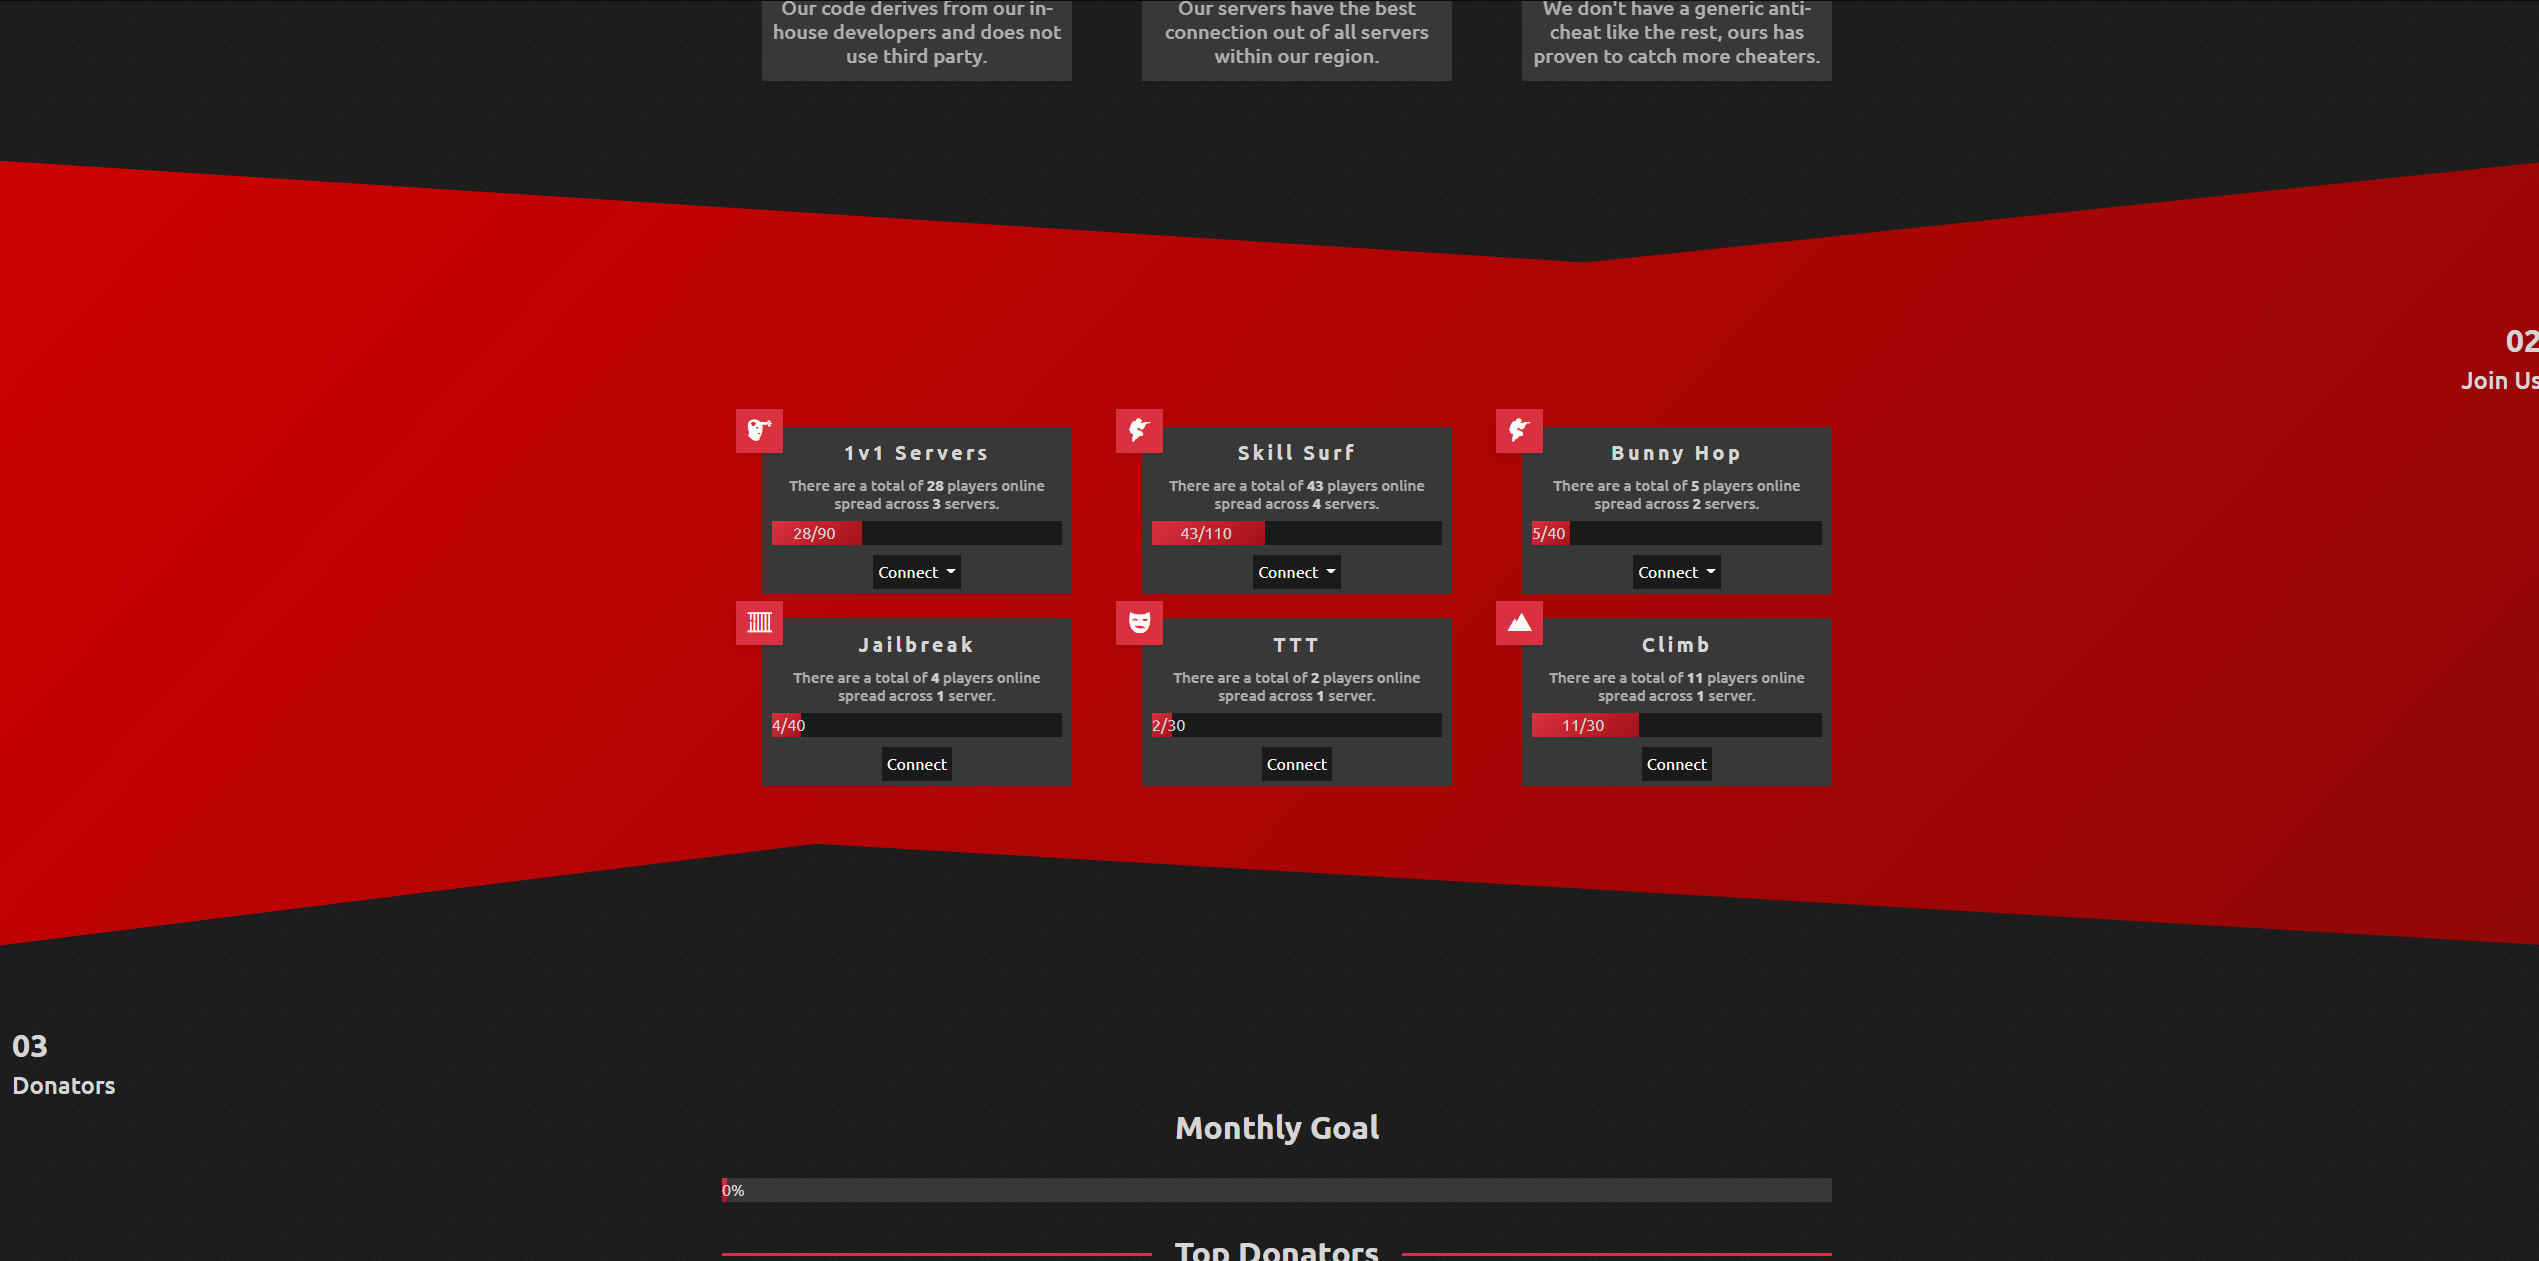 Our code derives from our in-
house developers and does not
use third party.
Our servers have the best
connection out of all servers
within our region.
We don't have a generic anti-
cheat like the rest, ours has
proven to catch more cheaters.
02
Join Us
1v1 Servers
There are a total of 28 players online
spread across 3 servers.
28/90
Connect
Skill Surf
There are a total of 43 players online
spread across 4 servers.
43/110
Connect
Bunny Hop
There are a total of 5 players online
spread across 2 servers.
5/40
Connect
Jailbreak
There are a total of 4 players online
spread across 1 server.
4/40
Connect
TTT
There are a total of 2 players online
spread across 1 server.
2/30
Connect
Climb
There are a total of 11 players online
spread across 1 server.
11/30
Connect
03
Donators
Monthly Goal
0%
Top Donators